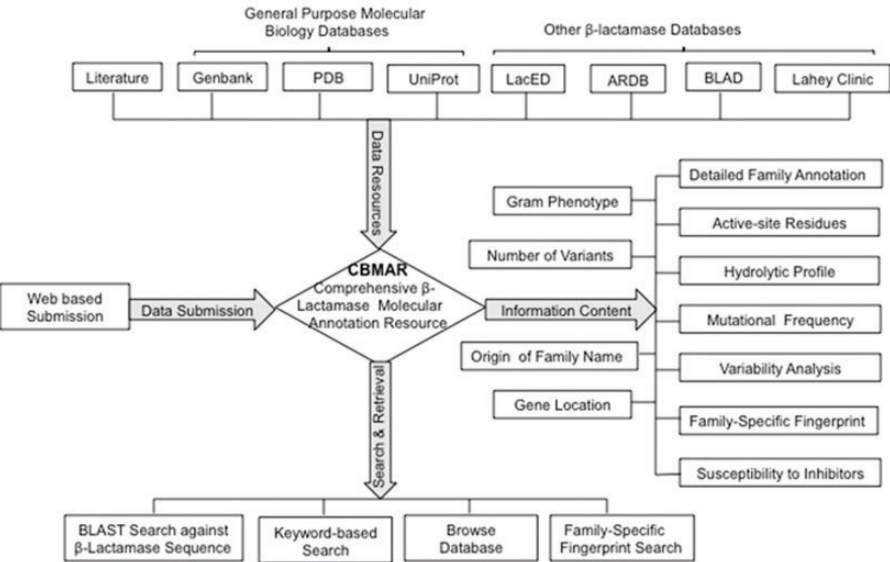 General Purpose Molecular
Biology Databases
Other β-lactamase Databases
Literature
Genbank
PDB
UniProt
LacED
ARDB
BLAD
Lahey Clinic
Data Resources
Detailed Family Annotation
Gram Phenotype
Active-site Residues
Number of Variants
Hydrolytic Profile
CBMAR
Comprehensive β-
Lactamase Molecular
Annotation Resource
Web based
Submission
Data Submission
Information Content
Mutational Frequency
Origin of Family Name
Variability Analysis
Gene Location
Family-Specific Fingerprint
Susceptibility to Inhibitors
Search & Retrieval
BLAST Search against
β-Lactamase Sequence
Keyword-based
Search
Browse
Database
Family-Specific
Fingerprint Search